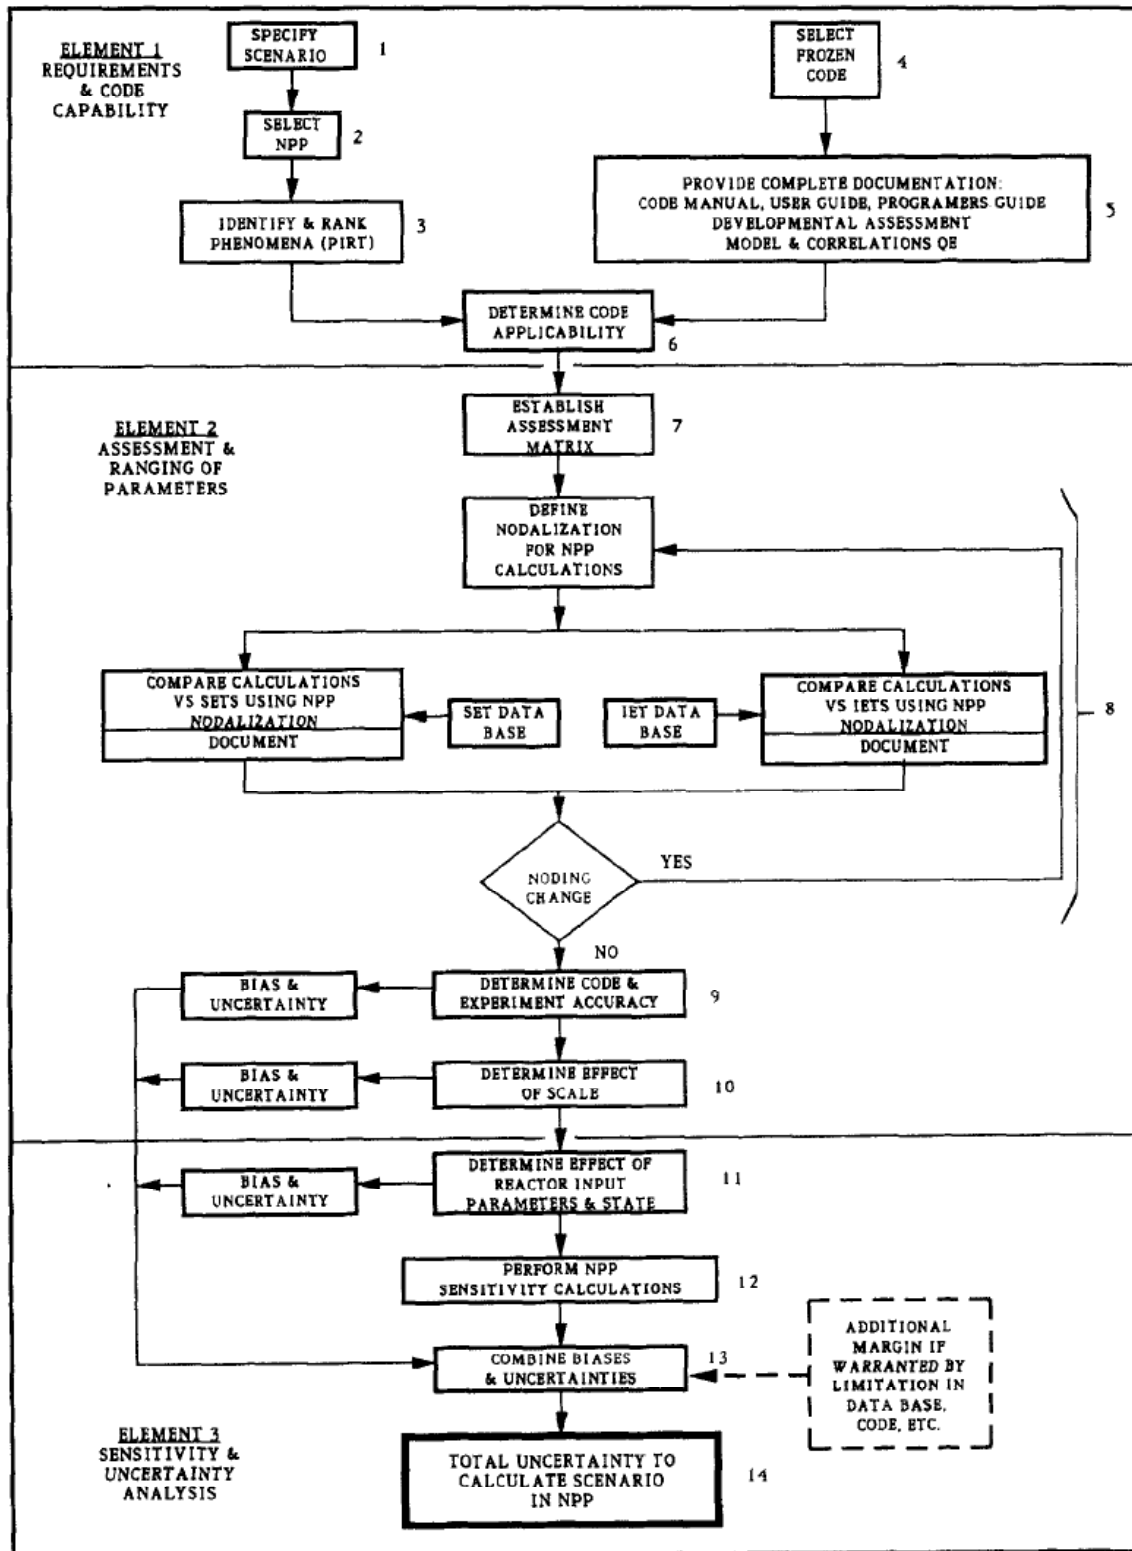 ELEMENT 1
REQUIREMENTS
& CODE
CAPABILITY
SPECIFY
SCENARIO
1
SELECT
NPP
2
IDENTIFY & RANK
PHENOMENA (PIRT)
3
SELECT
FROZEN
CODE
4
PROVIDE COMPLETE DOCUMENTATION:
CODE MANUAL, USER GUIDE, PROGRAMERS GUIDE
DEVELOPMENTAL ASSESSMENT
MODEL & CORRELATIONS QE
5
DETERMINE CODE
APPLICABILITY
6
ELEMENT 2
ASSESSMENT &
RANGING OF
PARAMETERS
ESTABLISH
ASSESSMENT
MATRIX
7
DEFINE
NODALIZATION
FOR NPP
CALCULATIONS
COMPARE CALCULATIONS
VS SETS USING NPP
NODALIZATION
DOCUMENT
SET DATA
BASE
IET DATA
BASE
COMPARE CALCULATIONS
VS IETS USING NPP
NODALIZATION
DOCUMENT
8
NODING
CHANGE
YES
NO
BIAS &
UNCERTAINTY
DETERMINE CODE &
EXPERIMENT ACCURACY
9
BIAS &
UNCERTAINTY
DETERMINE EFFECT
OF SCALE
10
BIAS &
UNCERTAINTY
DETERMINE EFFECT OF
REACTOR INPUT
PARAMETERS & STATE
11
PERFORM NPP
SENSITIVITY CALCULATIONS
12
COMBINE BIASES
& UNCERTAINTIES
13
ADDITIONAL
MARGIN IF
WARRANTED BY
LIMITATION IN
DATA BASE,
CODE, ETC.
ELEMENT 3
SENSITIVITY &
UNCERTAINTY
ANALYSIS
TOTAL UNCERTAINTY TO
CALCULATE SCENARIO
IN NPP
14